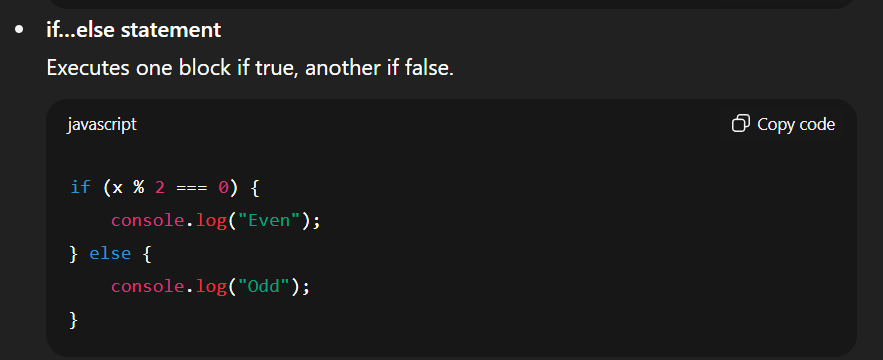 if...else statement
Executes one block if true, another if false.
javascript
Copy code
if (x % 2 === 0) {
    console.log("Even");
} else {
    console.log("Odd");
}